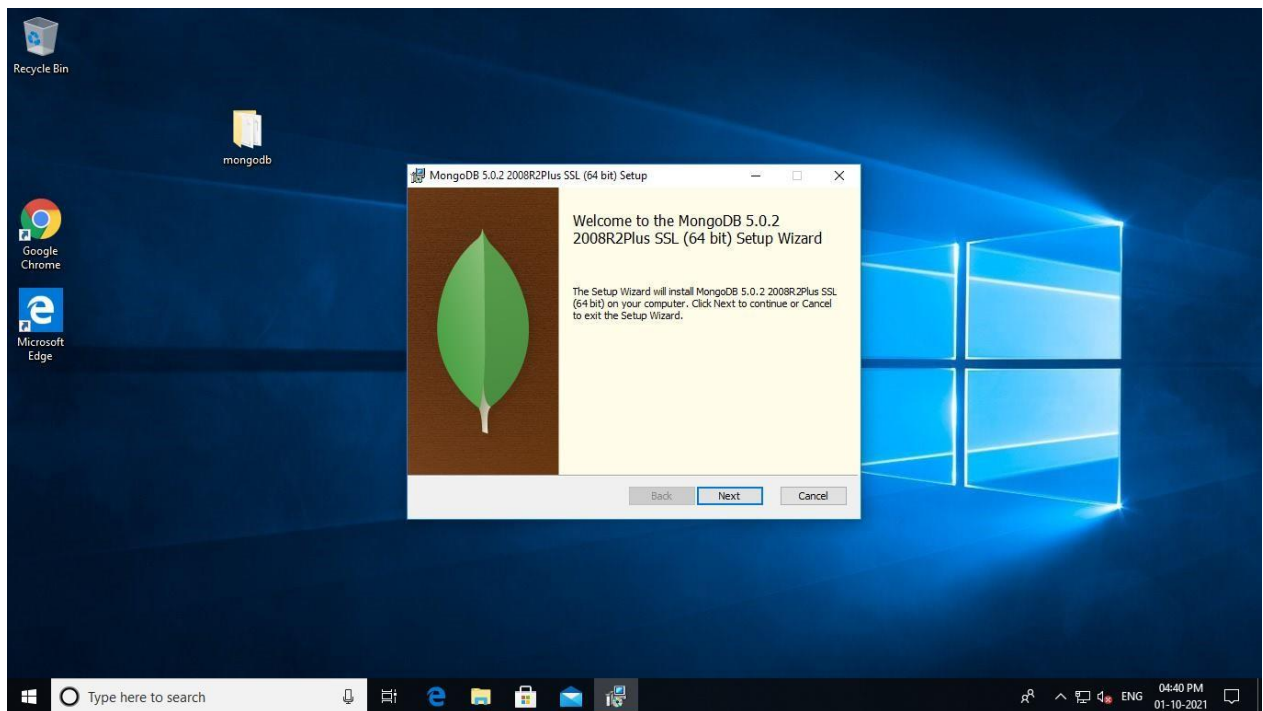 Recycle Bin
mongodb
Google
Chrome
Microsoft
Edge
MongoDB 5.0.2 2008R2Plus SSL (64 bit) Setup
Welcome to the MongoDB 5.0.2
2008R2Plus SSL (64 bit) Setup Wizard
The Setup Wizard will install MongoDB 5.0.2 2008R2Plus SSL
(64 bit) on your computer. Click Next to continue or Cancel
to exit the Setup Wizard.
Back
Next
Cancel
Type here to search
ENG
04:40 PM
01-10-2021